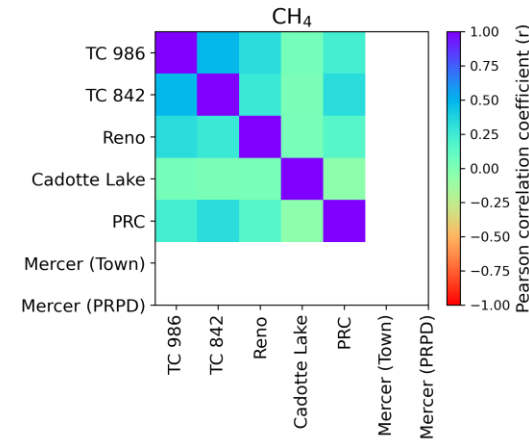 CH₄
TC 986
TC 842
Reno
Cadotte Lake
PRC
Mercer (Town)
Mercer (PRPD)
TC 986
TC 842
Reno
Cadotte Lake
PRC
Mercer (Town)
Mercer (PRPD)
1.00
0.75
0.50
0.25
0.00
−0.25
−0.50
−0.75
−1.00
Pearson correlation coefficient (r)